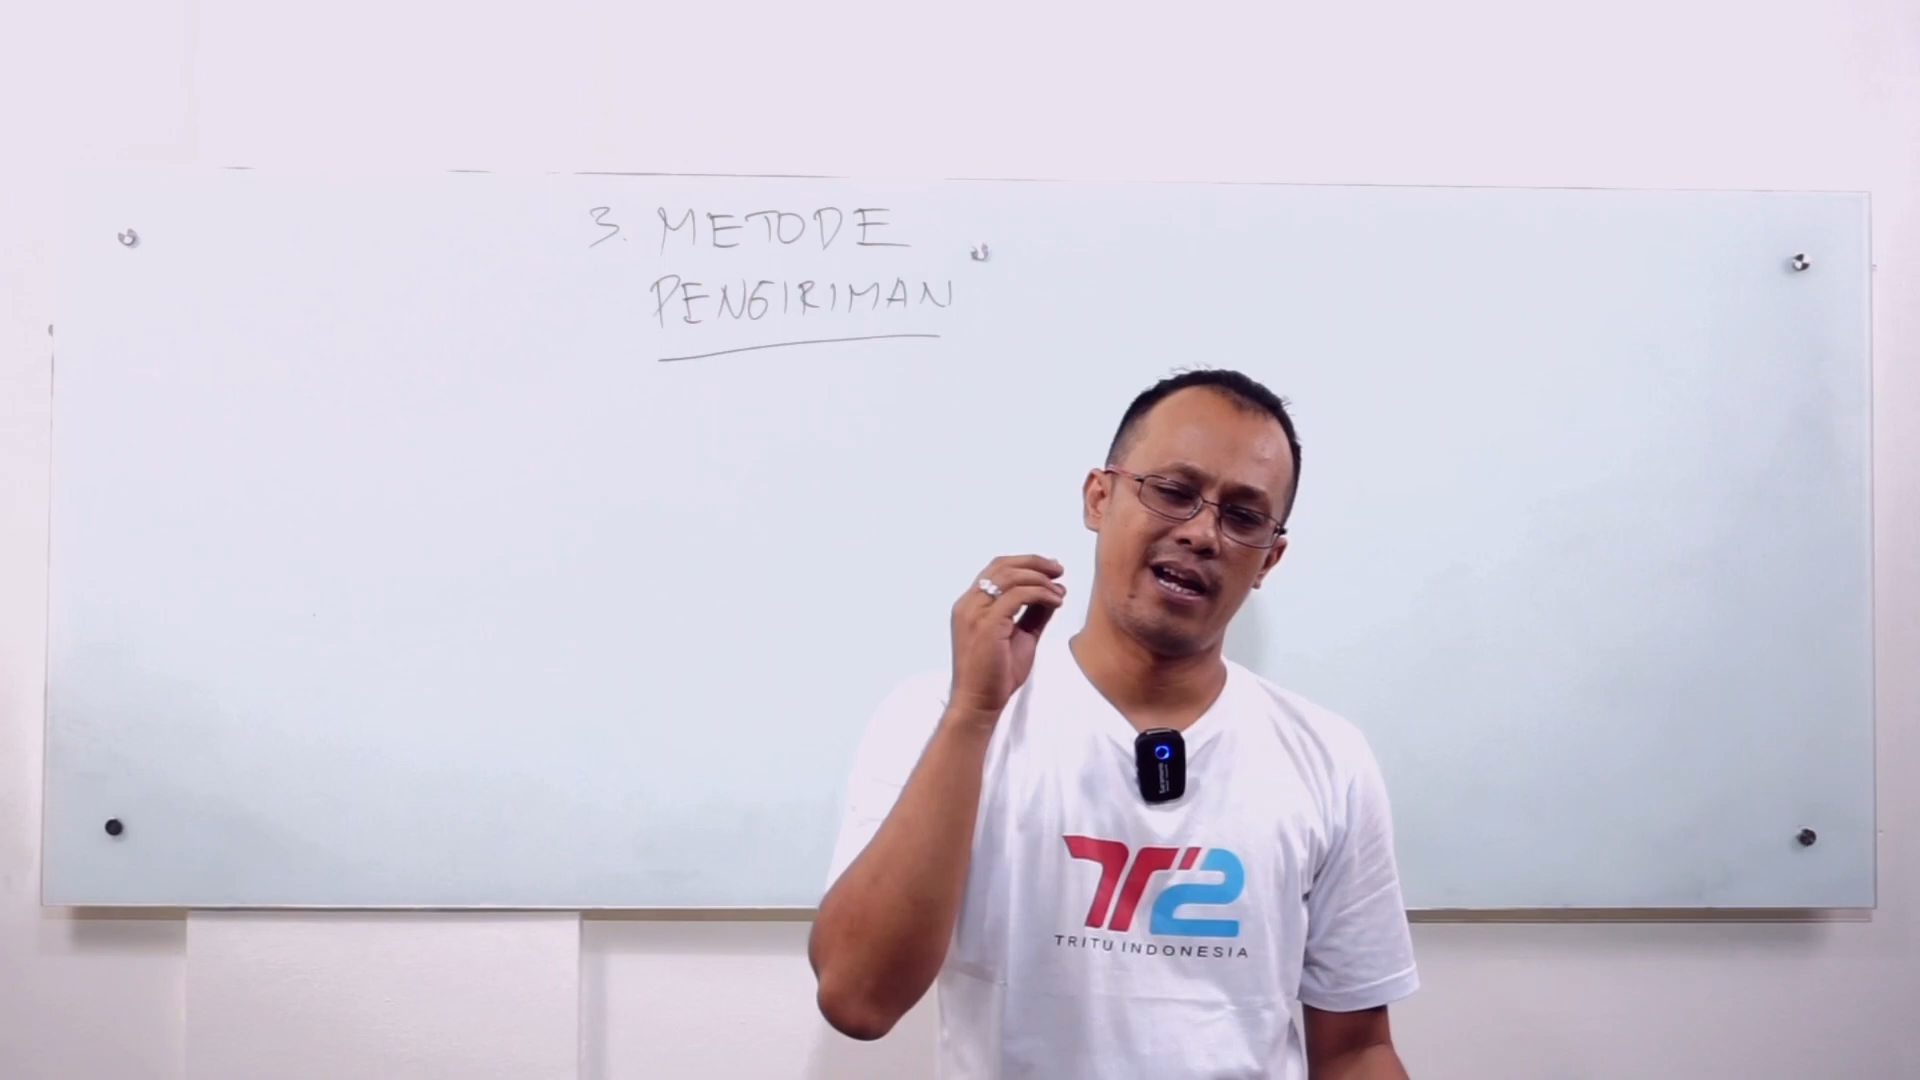 3. METODE
PENGIRIMAN
T2
TRITU INDONESIA